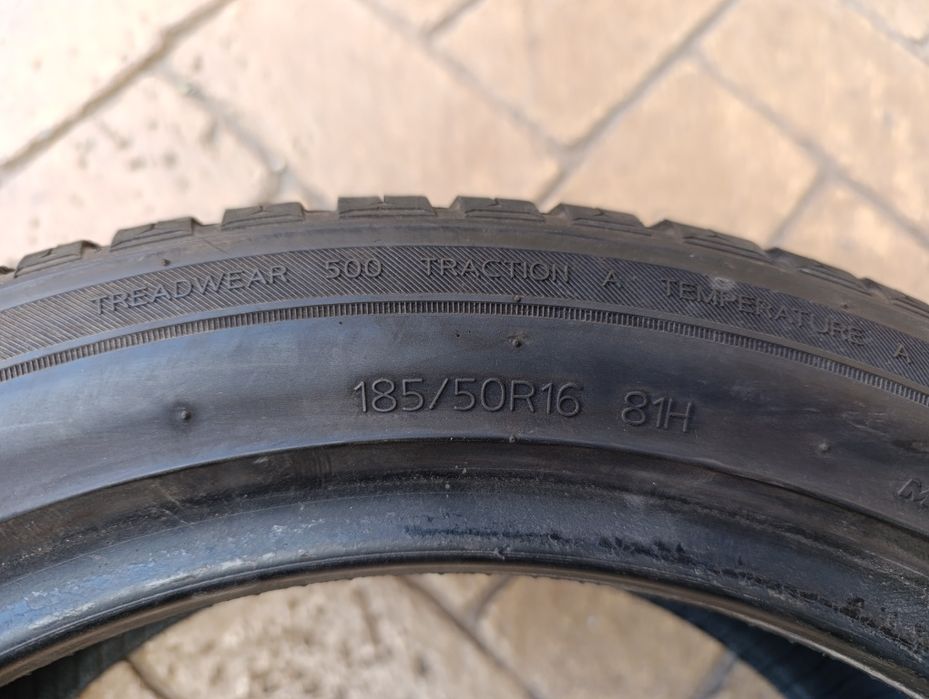 TREADWEAR 500 TRACTION A TEMPERATURE A
185/50R16 81H